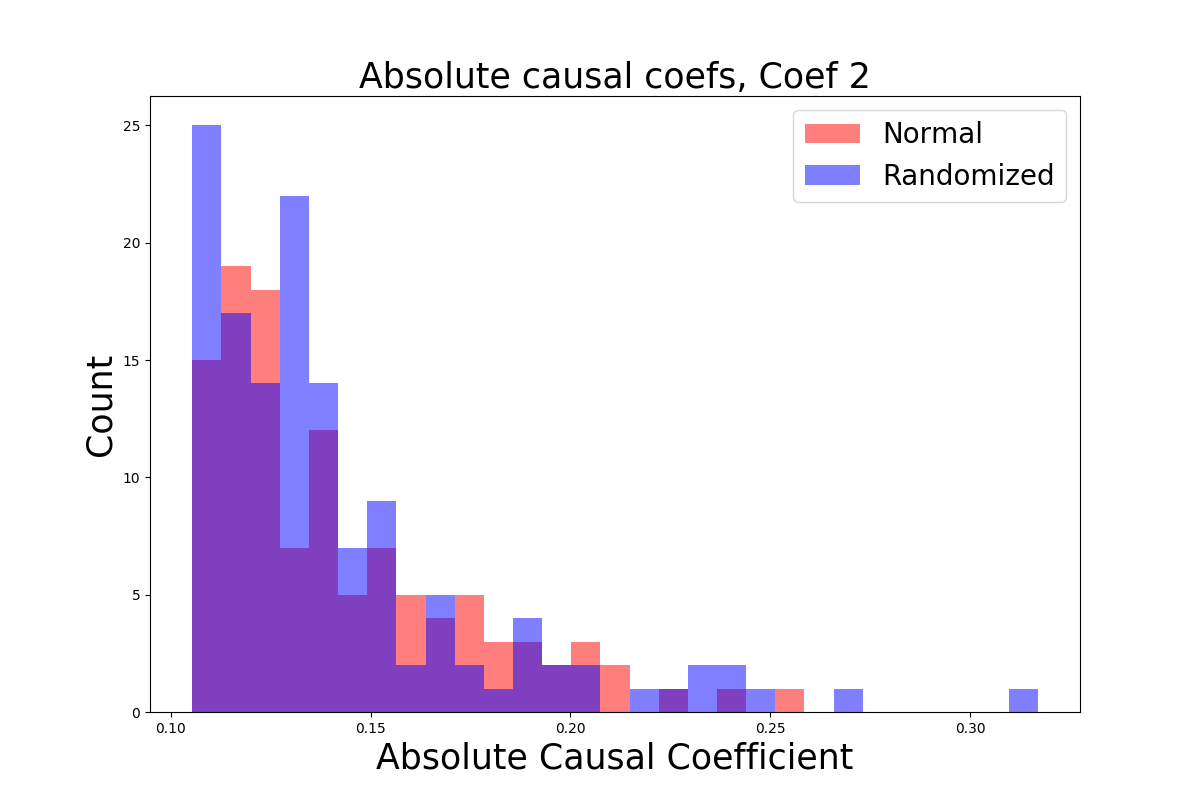 Absolute causal coefs, Coef 2
Normal
Randomized
Count
25
20
15
10
5
0
0.10 0.15 0.20 0.25 0.30
Absolute Causal Coefficient